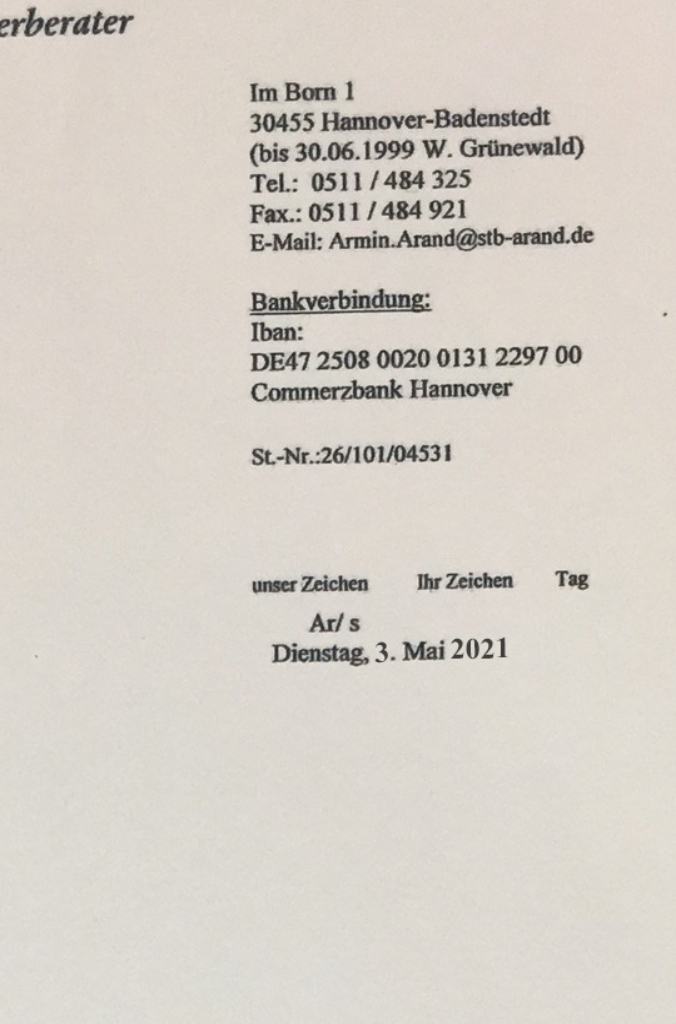 erberater
Im Born 1
30455 Hannover-Badenstedt
(bis 30.06.1999 W. Grünewald)
Tel.: 0511 / 484 325
Fax.: 0511 / 484 921
E-Mail: Armin.Arand@stb-arand.de
Bankverbindung:
Iban:
DE47 2508 0020 0131 2297 00
Commerzbank Hannover
St.-Nr.:26/101/04531
unser Zeichen Ihr Zeichen Tag
Ar/ s
Dienstag, 3. Mai 2021